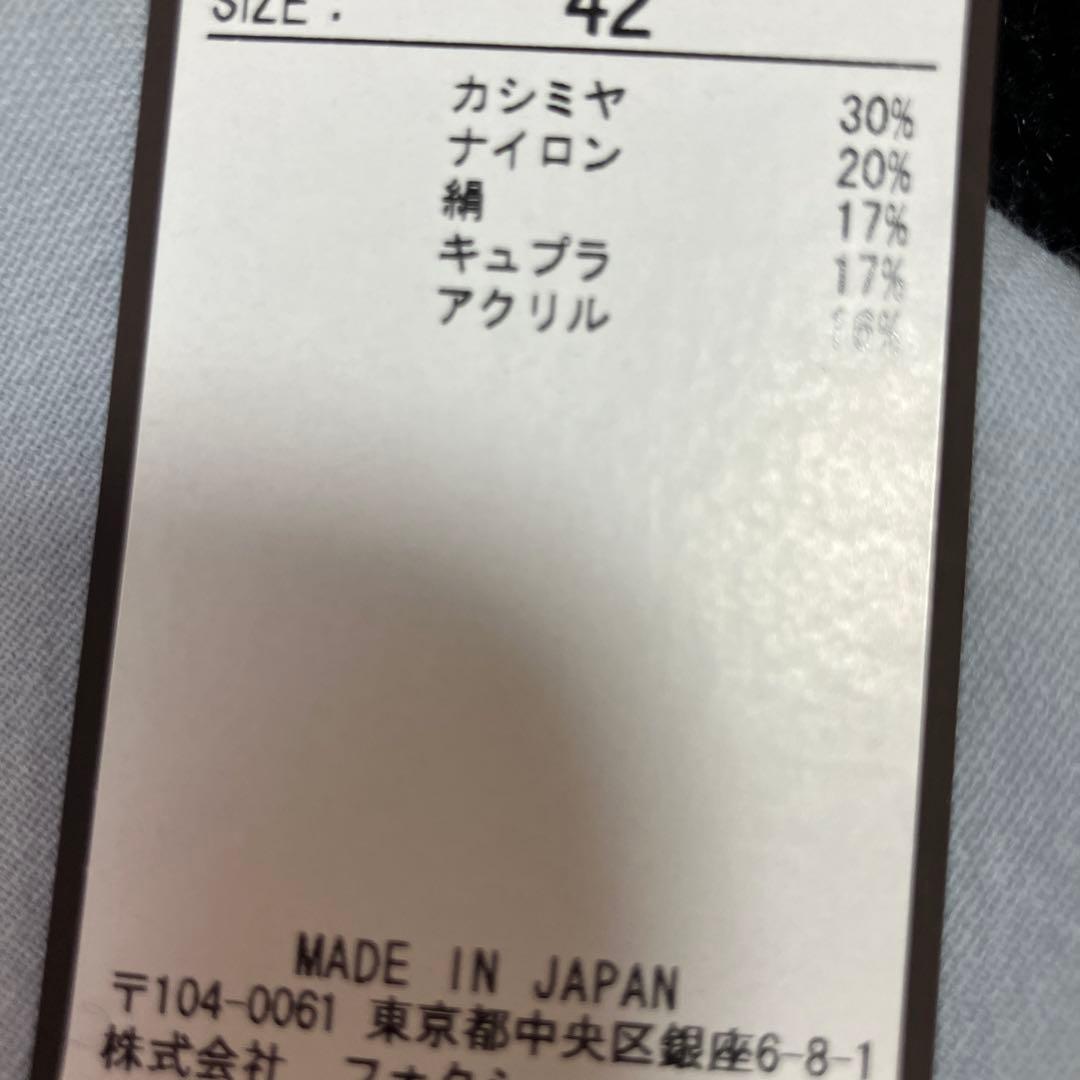 SIZE : 42
カシミヤ 30%
ナイロン 20%
絹 17%
キュプラ 17%
アクリル 16%
MADE IN JAPAN
〒104-0061 東京都中央区銀座6-8-1
株式会社